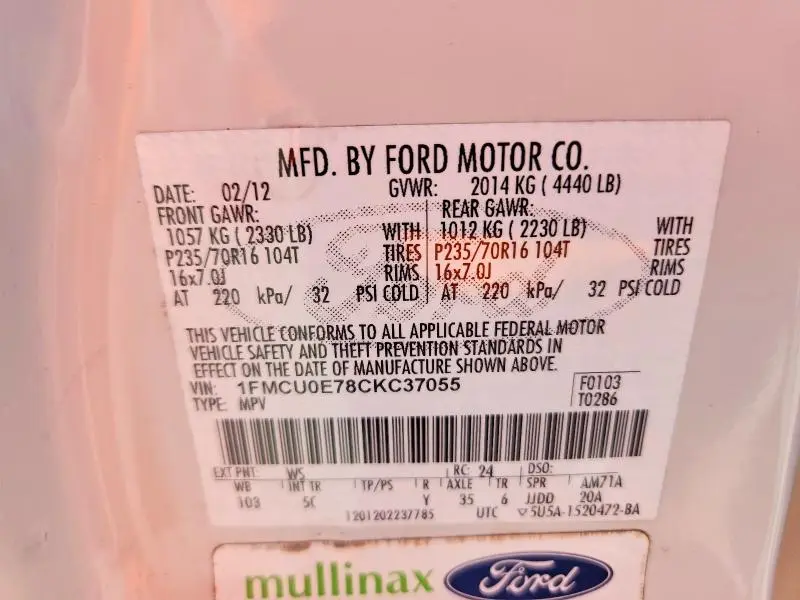 MFD. BY FORD MOTOR CO.
DATE: 02/12 GVWR: 2014 KG ( 4440 LB)
FRONT GAWR: REAR GAWR:
1057 KG ( 2330 LB) WITH 1012 KG ( 2230 LB) WITH
P235/70R16 104T TIRES P235/70R16 104T TIRES
16x7.0J RIMS 16x7.0J RIMS
AT 220 kPa/ 32 PSI COLD AT 220 kPa/ 32 PSI COLD
THIS VEHICLE CONFORMS TO ALL APPLICABLE FEDERAL MOTOR
VEHICLE SAFETY AND THEFT PREVENTION STANDARDS IN
EFFECT ON THE DATE OF MANUFACTURE SHOWN ABOVE.
VIN: 1FMCU0E78CKC37055 F0103
TYPE: MPV T0286
EXT PNT: WS RC: 24 DSO:
WB INT TR TP/PS R AXLE TR SPR AM71A
103 5C Y 35 6 JJDD 20A
1201202237785 UTC ▽5U5A-1520472-BA
mullinax Ford